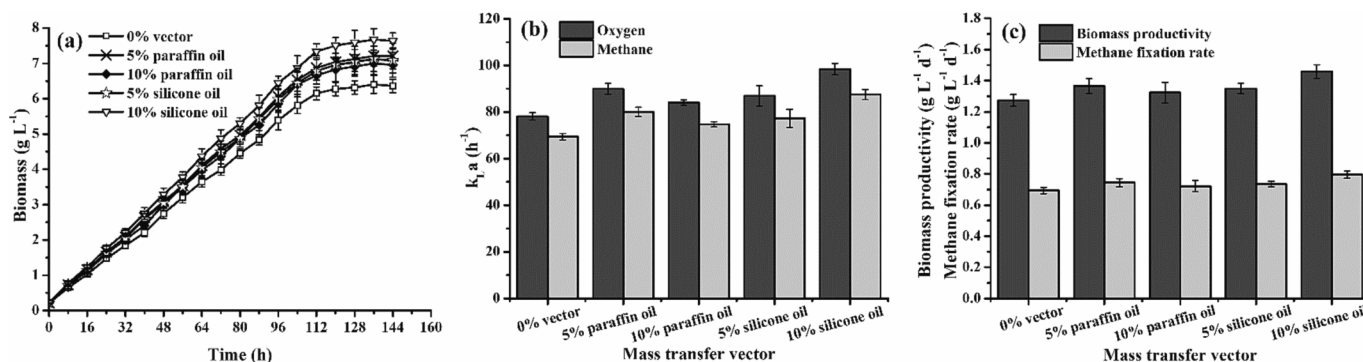 (a)
0% vector
5% paraffin oil
10% paraffin oil
5% silicone oil
10% silicone oil
Biomass (g L⁻¹)
8
7
6
5
4
3
2
1
0
0 16 32 48 64 80 96 112 128 144 160
Time (h)
(b)
Oxygen
Methane
kLa (h⁻¹)
120
100
80
60
40
20
0
0% vector 5% paraffin oil 10% paraffin oil 5% silicone oil 10% silicone oil
Mass transfer vector
(c)
Biomass productivity
Methane fixation rate
Biomass productivity (g L⁻¹ d⁻¹)
Methane fixation rate (g L⁻¹ d⁻¹)
1.8
1.6
1.4
1.2
1.0
0.8
0.6
0.4
0.2
0.0
0% vector 5% paraffin oil 10% paraffin oil 5% silicone oil 10% silicone oil
Mass transfer vector